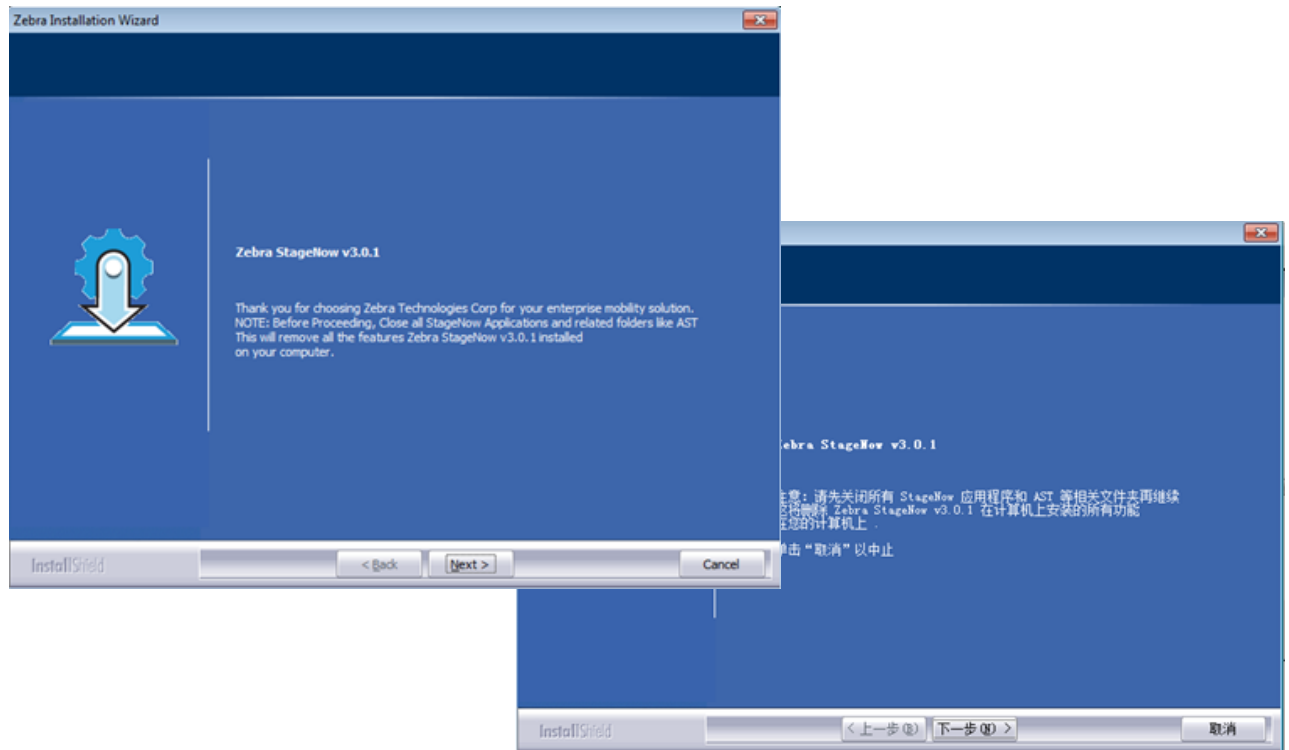 Zebra Installation Wizard
Zebra StageNow v3.0.1
Thank you for choosing Zebra Technologies Corp for your enterprise mobility solution.
NOTE: Before Proceeding, Close all StageNow Applications and related folders like AST
This will remove all the features Zebra StageNow v3.0.1 installed
on your computer.
InstallShield
< Back
Next >
Cancel
StageNow v3.0.1
请先关闭所有 StageNow 应用程序和 AST 等相关文件夹再继续
将删除 Zebra StageNow v3.0.1 在计算机上安装的所有功能
您的计算机上 .
击“取消”以中止
InstallShield
< 上一步(B)
下一步(N) >
取消